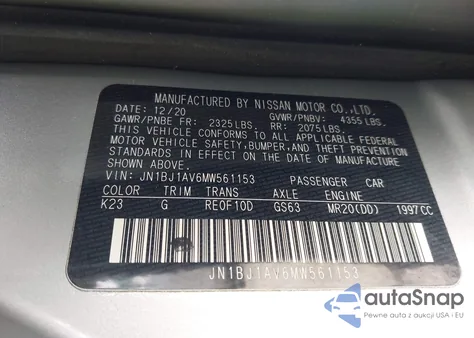 MANUFACTURED BY NISSAN MOTOR CO.,LTD.
DATE: 12/20 GVWR/PNBV: 4355 LBS.
GAWR/PNBE FR: 2325LBS. RR: 2075LBS.
THIS VEHICLE CONFORMS TO ALL APPLICABLE FEDERAL
MOTOR VEHICLE SAFETY, BUMPER, AND THEFT PREVENTION
STANDARDS IN EFFECT ON THE DATE OF MANUFACTURE
SHOWN ABOVE.
VIN: JN1BJ1AV6MW561153 PASSENGER CAR
COLOR TRIM TRANS AXLE ENGINE
K23 G RE0F10D GS63 MR20(DD) 1997CC
JN1BJ1AV6MW561153
autoSnap
Pewne auta z aukcji USA i EU